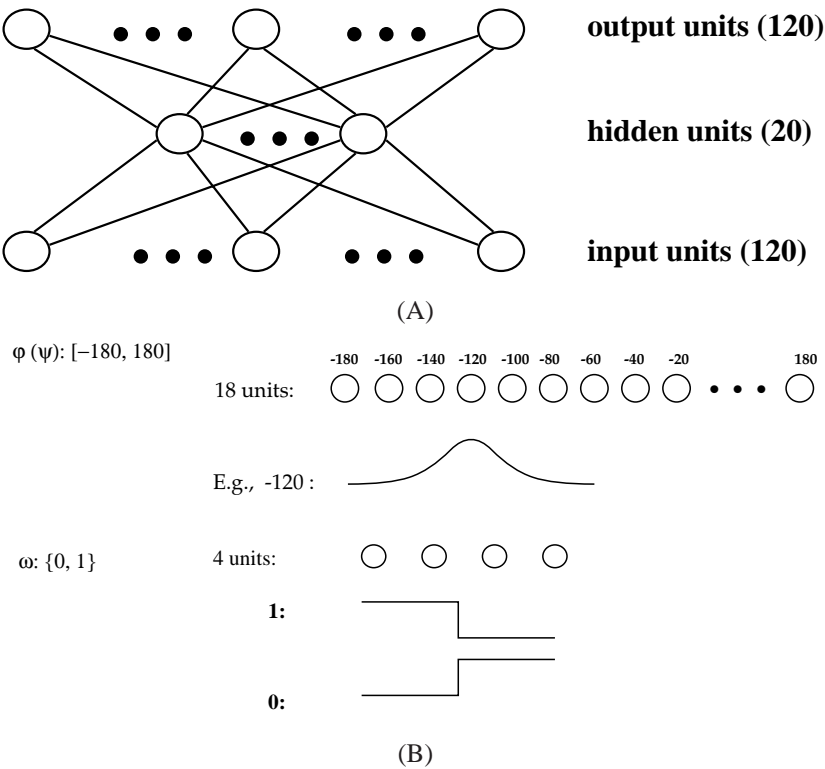 output units (120)
hidden units (20)
input units (120)
(A)
φ (ψ): [−180, 180]
-180 -160 -140 -120 -100 -80 -60 -40 -20 180
18 units:
E.g., -120 :
ω: {0, 1}
4 units:
1:
0:
(B)